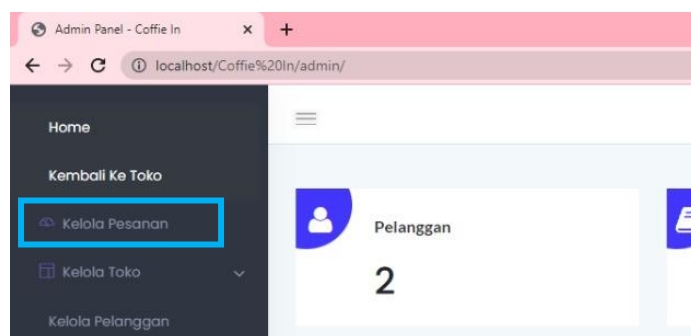 Admin Panel - Coffie In
localhost/Coffie%20In/admin/
Home
Kembali Ke Toko
Kelola Pesanan
Kelola Toko
Kelola Pelanggan
Pelanggan
2